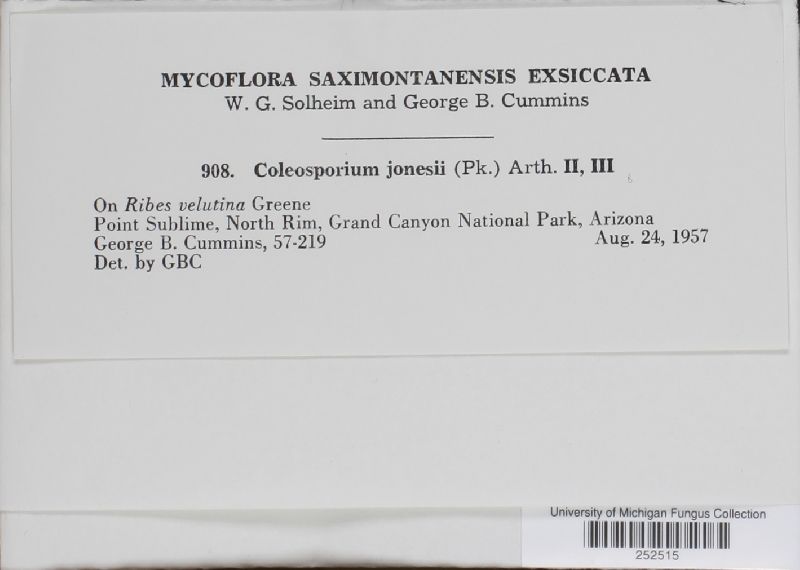 MYCOFLORA SAXIMONTANENSIS EXSICCATA
W. G. Solheim and George B. Cummins
908. Coleosporium jonesii (Pk.) Arth. II, III
On Ribes velutina Greene
Point Sublime, North Rim, Grand Canyon National Park, Arizona
George B. Cummins, 57-219 Aug. 24, 1957
Det. by GBC
University of Michigan Fungus Collection
252515